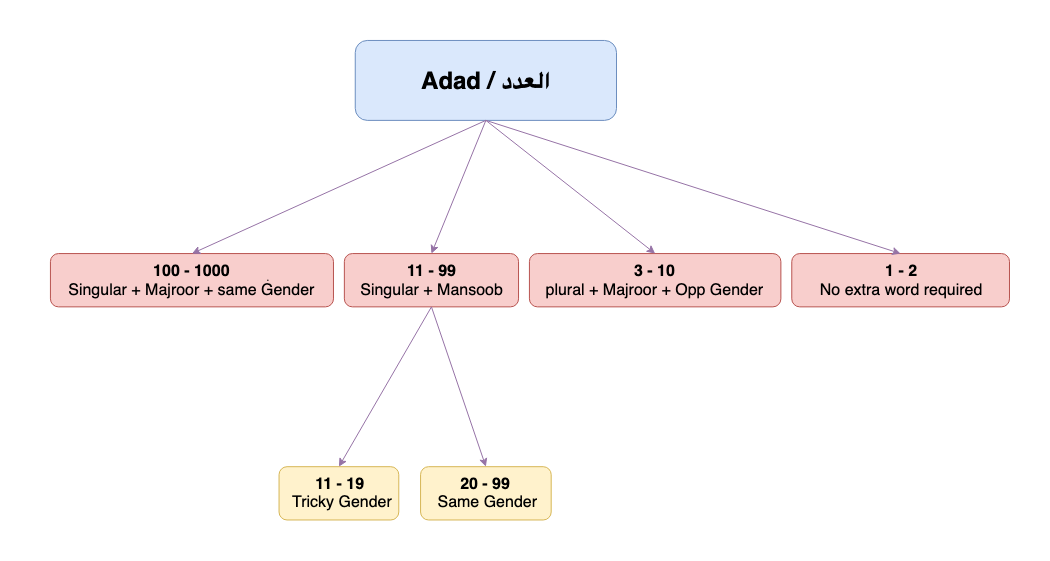 Adad / العدد
100 - 1000
Singular + Majroor + same Gender
11 - 99
Singular + Mansoob
3 - 10
plural + Majroor + Opp Gender
1 - 2
No extra word required
11 - 19
Tricky Gender
20 - 99
Same Gender